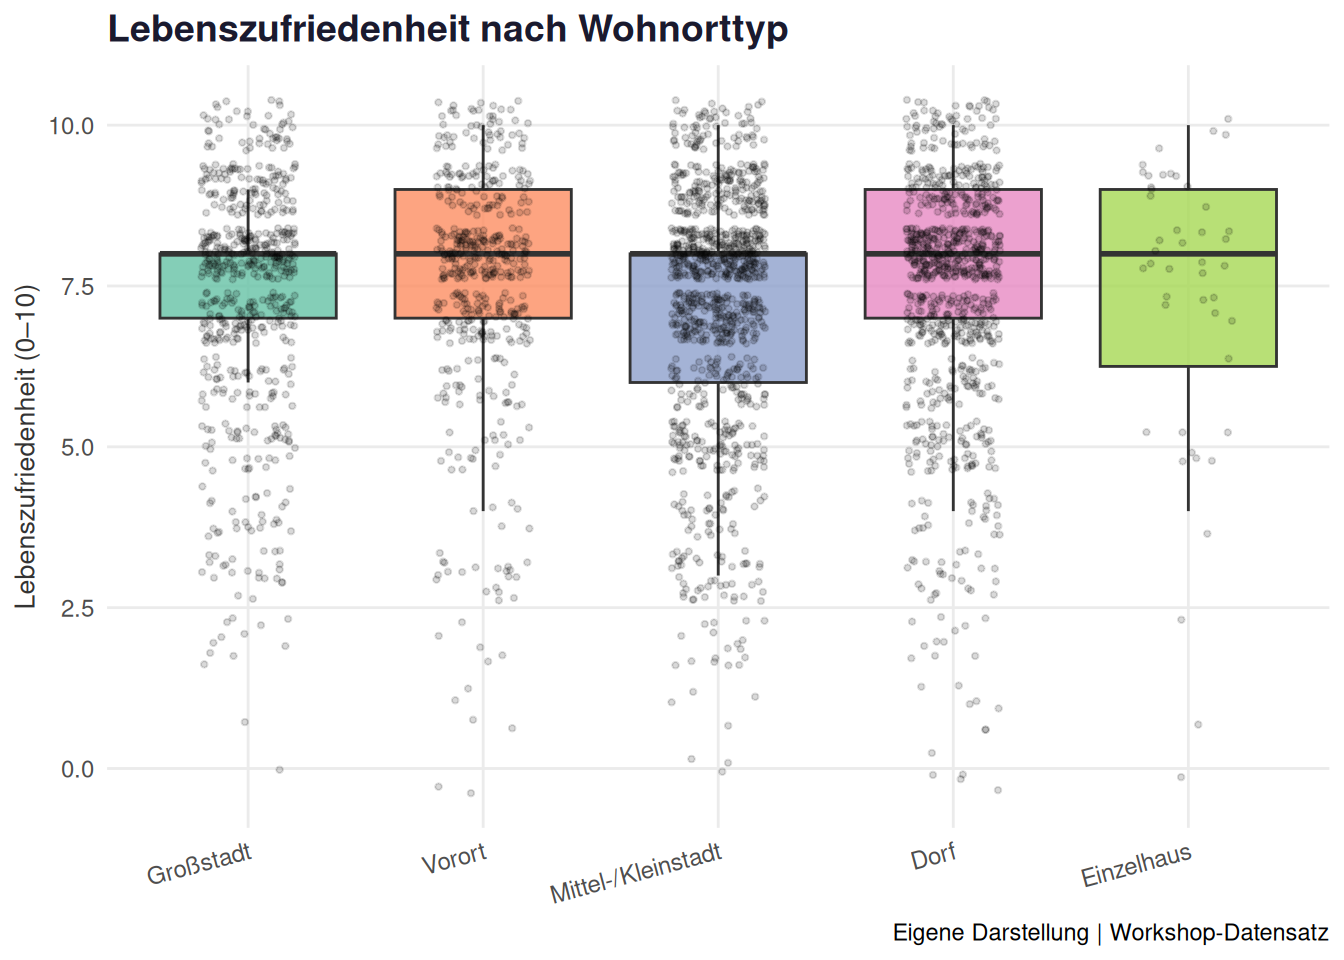 Lebenszufriedenheit nach Wohnorttyp
Lebenszufriedenheit (0–10)
10.0
7.5
5.0
2.5
0.0
Großstadt
Vorort
Mittel-/Kleinstadt
Dorf
Einzelhaus
Eigene Darstellung | Workshop-Datensatz